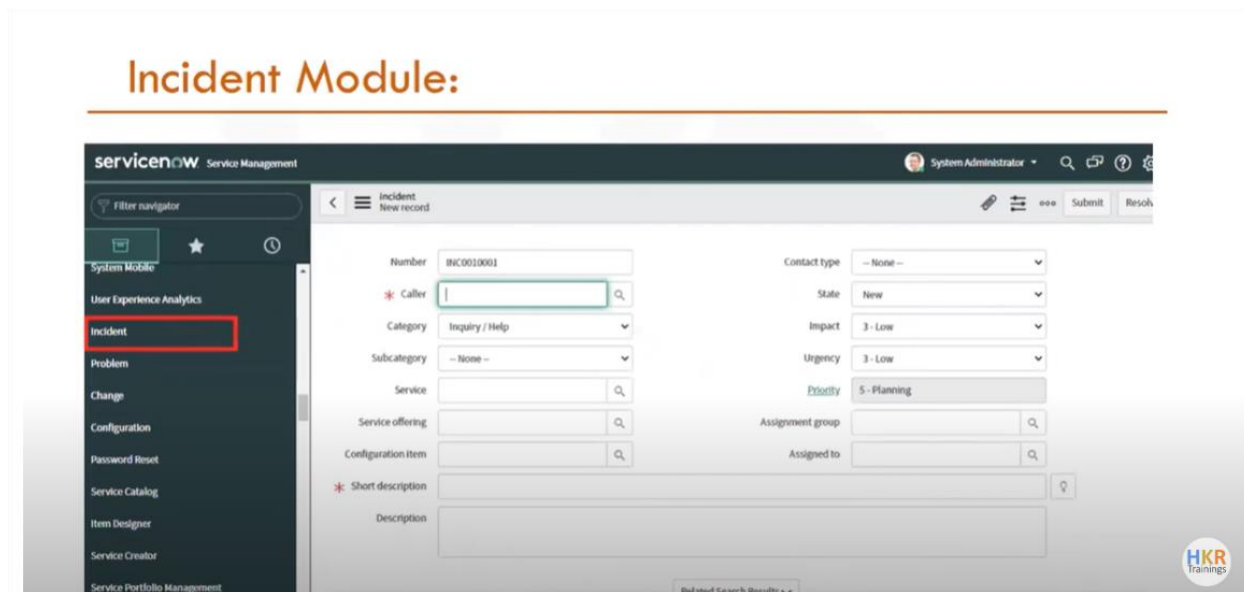 Incident Module:
servicenow Service Management
System Administrator
Filter navigator
Incident
New record
Submit
Resolv
System Mobile
User Experience Analytics
Incident
Problem
Change
Configuration
Password Reset
Service Catalog
Item Designer
Service Creator
Service Portfolio Management
Number INC0010001
Contact type -- None --
* Caller
State New
Category Inquiry / Help
Impact 3 - Low
Subcategory -- None --
Urgency 3 - Low
Service
Priority 5 - Planning
Service offering
Assignment group
Configuration item
Assigned to
* Short description
Description
Related Search Results
HKR
Trainings